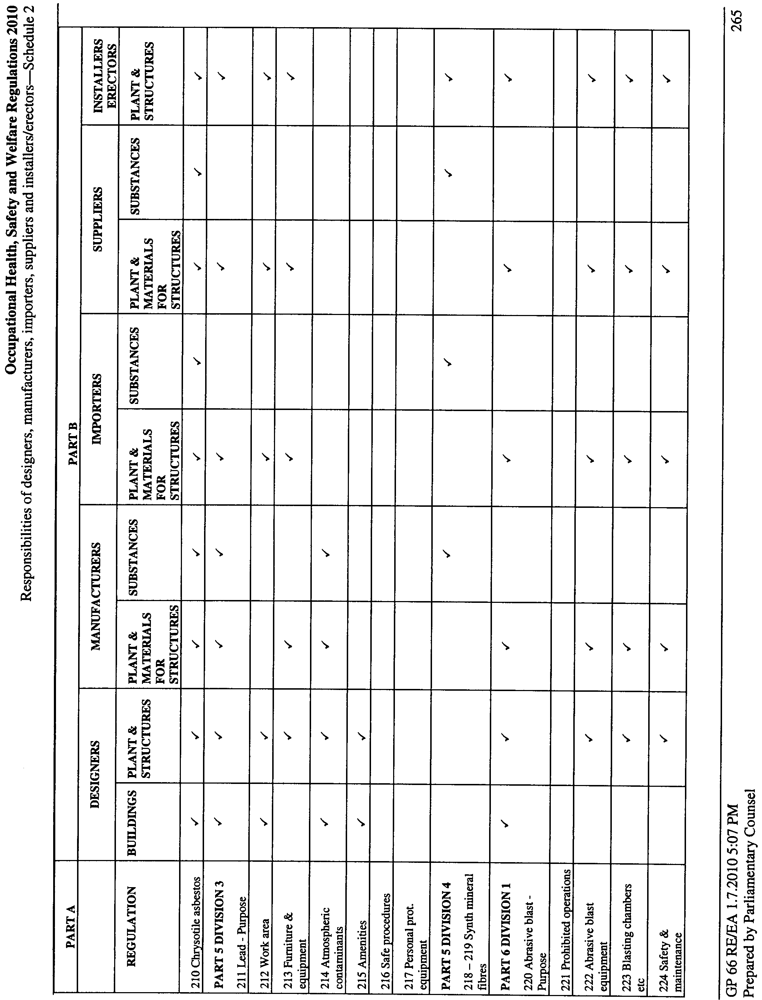 Occupational Health, Safety and Welfare Regulations 2010
Responsibilities of designers, manufacturers, importers, suppliers and installers/erectors—Schedule 2
PART A PART B
DESIGNERS MANUFACTURERS IMPORTERS SUPPLIERS INSTALLERS
ERECTORS
REGULATION
BUILDINGS
PLANT &
STRUCTURES
PLANT &
MATERIALS
FOR
STRUCTURES
SUBSTANCES
PLANT &
MATERIALS
FOR
STRUCTURES
SUBSTANCES
PLANT &
MATERIALS
FOR
STRUCTURES
SUBSTANCES
PLANT &
STRUCTURES
210 Chrysotile asbestos ✓ ✓ ✓ ✓ ✓ ✓ ✓ ✓ ✓
PART 5 DIVISION 3 ✓ ✓ ✓ ✓ ✓ ✓ ✓
211 Lead - Purpose
212 Work area ✓ ✓ ✓ ✓ ✓
213 Furniture & ✓ ✓ ✓ ✓ ✓
equipment
214 Atmospheric ✓ ✓ ✓ ✓
contaminants
215 Amenities ✓ ✓
216 Safe procedures
217 Personal prot.
equipment
PART 5 DIVISION 4 ✓ ✓ ✓ ✓
218 – 219 Synth mineral
fibres
PART 6 DIVISION 1 ✓ ✓ ✓ ✓ ✓ ✓
220 Abrasive blast -
Purpose
221 Prohibited operations
222 Abrasive blast ✓ ✓ ✓ ✓ ✓
equipment
223 Blasting chambers ✓ ✓ ✓ ✓ ✓
etc
224 Safety & ✓ ✓ ✓ ✓ ✓
maintenance
GP 66 RE/EA 1.7.2010 5:07 PM 265
Prepared by Parliamentary Counsel